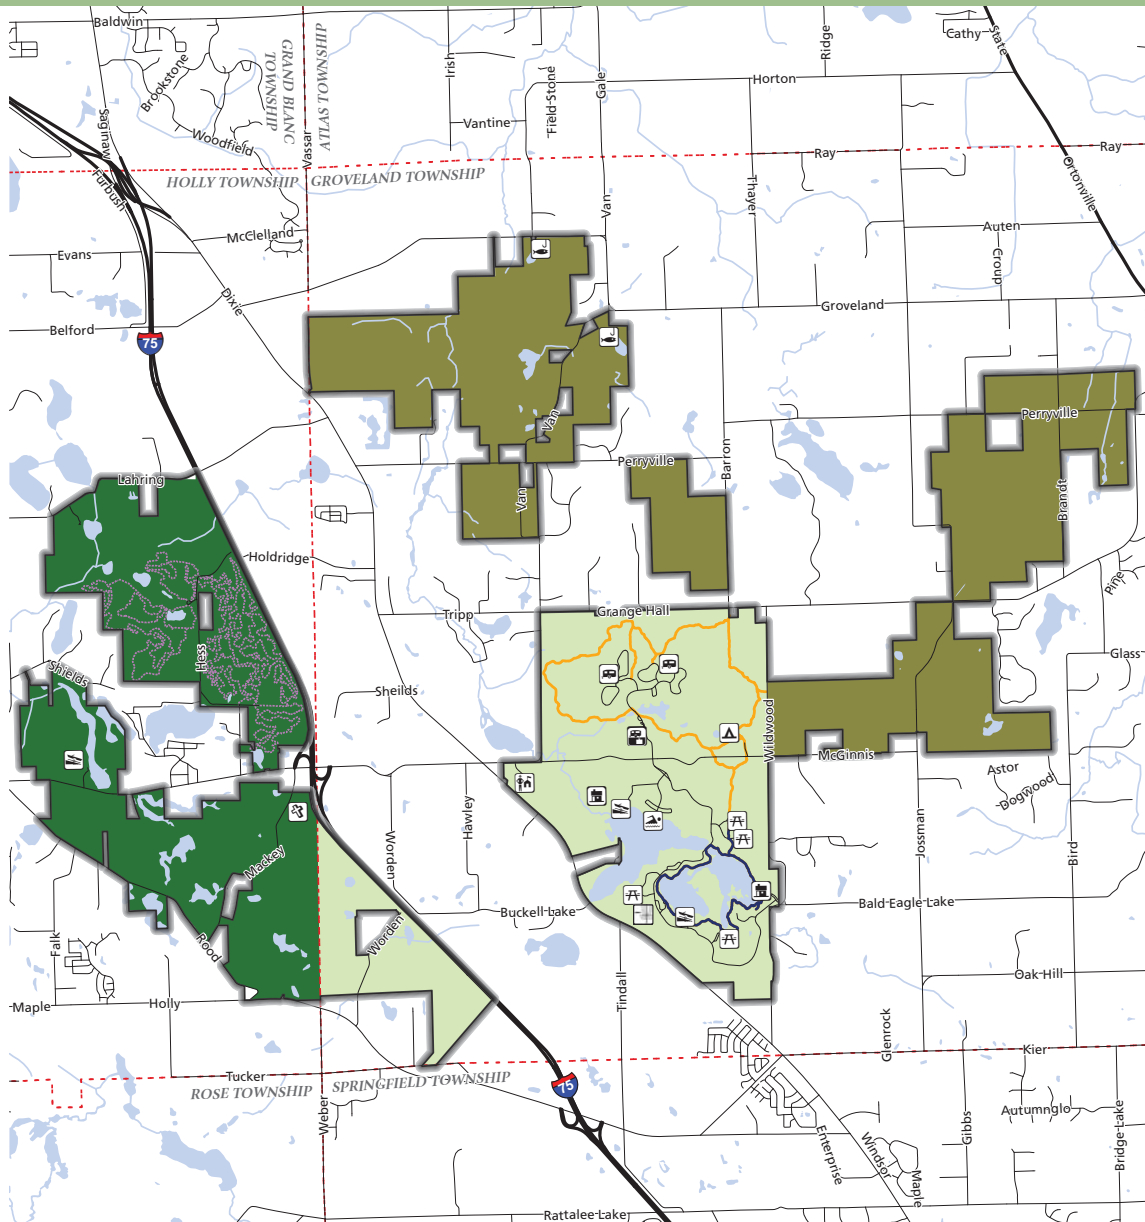 Baldwin
Cathy
State
Ridge
Irish
Gale
Field Stone
Horton
Brookstone
GRAND BLANC
TOWNSHIP
ATLAS TOWNSHIP
Saginaw
Vantine
Woodfield
Vassar
Ray
Ray
HOLLY TOWNSHIP
GROVELAND TOWNSHIP
Furbush
Thayer
Ortonville
Van
McClelland
Auten
Evans
Crond
Dixie
Groveland
Belford
75
Van
Perryville
Barron
Perryville
Lahring
Van
Brandt
Holdridge
Pine
Tripp
Grange Hall
Hess
Shields
Glass
Sheilds
Wildwood
McGinnis
Astor
Dogwood
Hawley
Worden
Jossman
Bird
Mackey
Buckell Lake
Bald Eagle Lake
Worden
Falk
Rood
Tindall
Oak Hill
Maple
Holly
Glenrock
Kier
Tucker
ROSE TOWNSHIP
SPRINGFIELD TOWNSHIP
75
Weber
Autumnglo
Gibbs
Bridge Lake
Enterprise
Windsor
Maple
Rattalee Lake